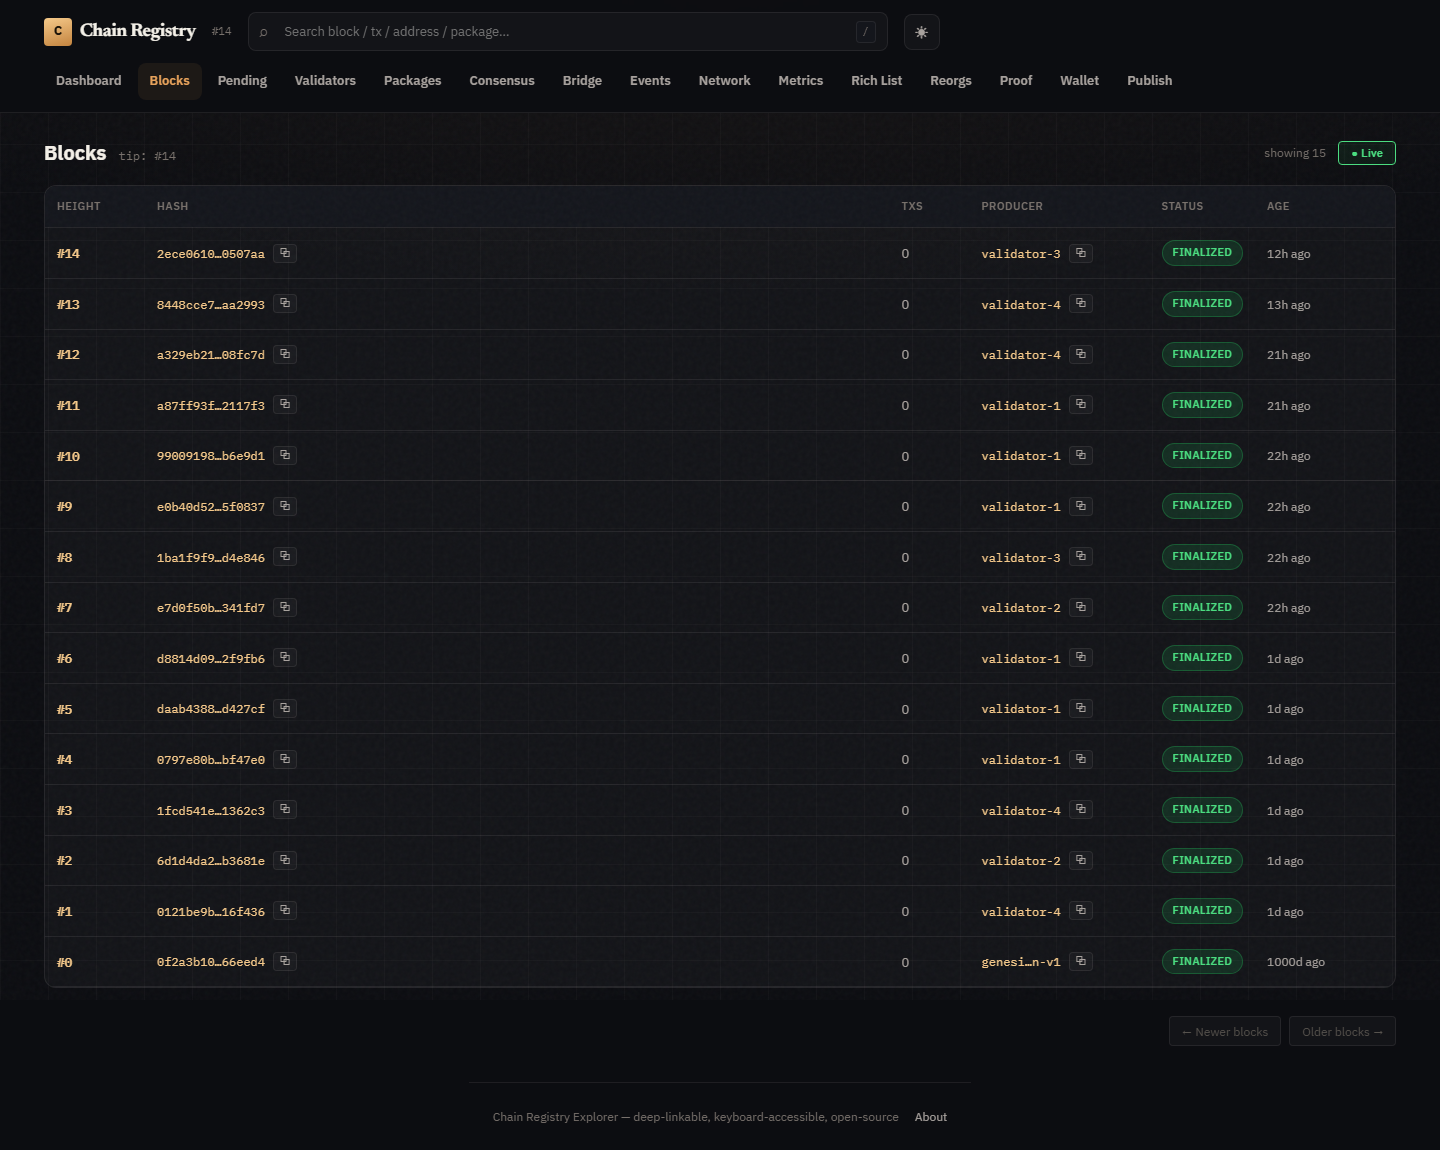 C Chain Registry #14 Search block / tx / address / package... /
Dashboard Blocks Pending Validators Packages Consensus Bridge Events Network Metrics Rich List Reorgs Proof Wallet Publish
Blocks tip: #14 showing 15 Live
HEIGHT HASH TXS PRODUCER STATUS AGE
#14 2ece0610…0507aa 0 validator-3 FINALIZED 12h ago
#13 8448cce7…aa2993 0 validator-4 FINALIZED 13h ago
#12 a329eb21…08fc7d 0 validator-4 FINALIZED 21h ago
#11 a87ff93f…2117f3 0 validator-1 FINALIZED 21h ago
#10 99009198…b6e9d1 0 validator-1 FINALIZED 22h ago
#9 e0b40d52…5f0837 0 validator-1 FINALIZED 22h ago
#8 1ba1f9f9…d4e846 0 validator-3 FINALIZED 22h ago
#7 e7d0f50b…341fd7 0 validator-2 FINALIZED 22h ago
#6 d8814d09…2f9fb6 0 validator-1 FINALIZED 1d ago
#5 daab4388…d427cf 0 validator-1 FINALIZED 1d ago
#4 0797e80b…bf47e0 0 validator-1 FINALIZED 1d ago
#3 1fcd541e…1362c3 0 validator-4 FINALIZED 1d ago
#2 6d1d4da2…b3681e 0 validator-2 FINALIZED 1d ago
#1 0121be9b…16f436 0 validator-4 FINALIZED 1d ago
#0 0f2a3b10…66eed4 0 genesi…n-v1 FINALIZED 1000d ago
← Newer blocks Older blocks →
Chain Registry Explorer — deep-linkable, keyboard-accessible, open-source About